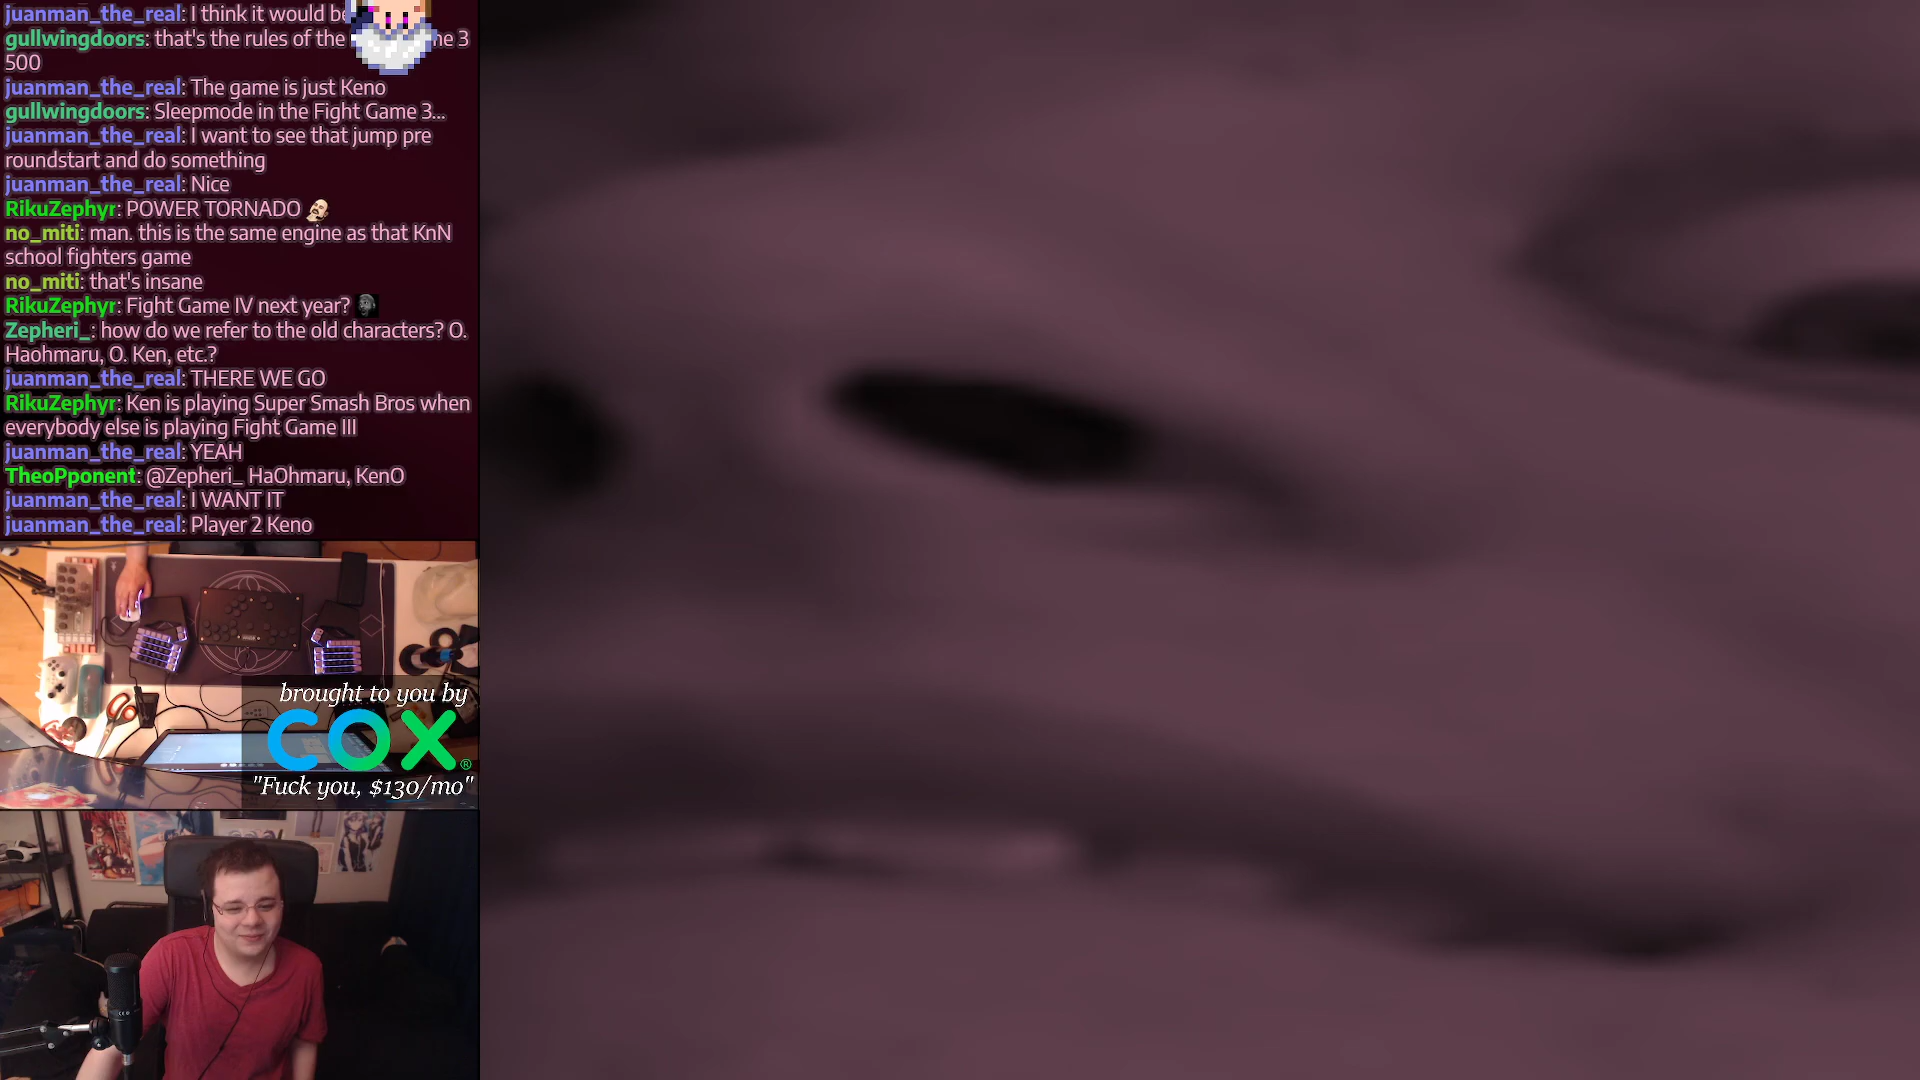 juanman_the_real: I think it would be
gullwingdoors: that's the rules of the ne 3
500
juanman_the_real: The game is just Keno
gullwingdoors: Sleepmode in the Fight Game 3...
juanman_the_real: I want to see that jump pre
roundstart and do something
juanman_the_real: Nice
RikuZephyr: POWER TORNADO
no_miti: man. this is the same engine as that KnN
school fighters game
no_miti: that's insane
RikuZephyr: Fight Game IV next year?
Zepheri_: how do we refer to the old characters? O.
Haohmaru, O. Ken, etc.?
juanman_the_real: THERE WE GO
RikuZephyr: Ken is playing Super Smash Bros when
everybody else is playing Fight Game III
juanman_the_real: YEAH
TheoPponent: @Zepheri_ HaOhmaru, KenO
juanman_the_real: I WANT IT
juanman_the_real: Player 2 Keno
brought to you by
COX®
"Fuck you, $130/mo"